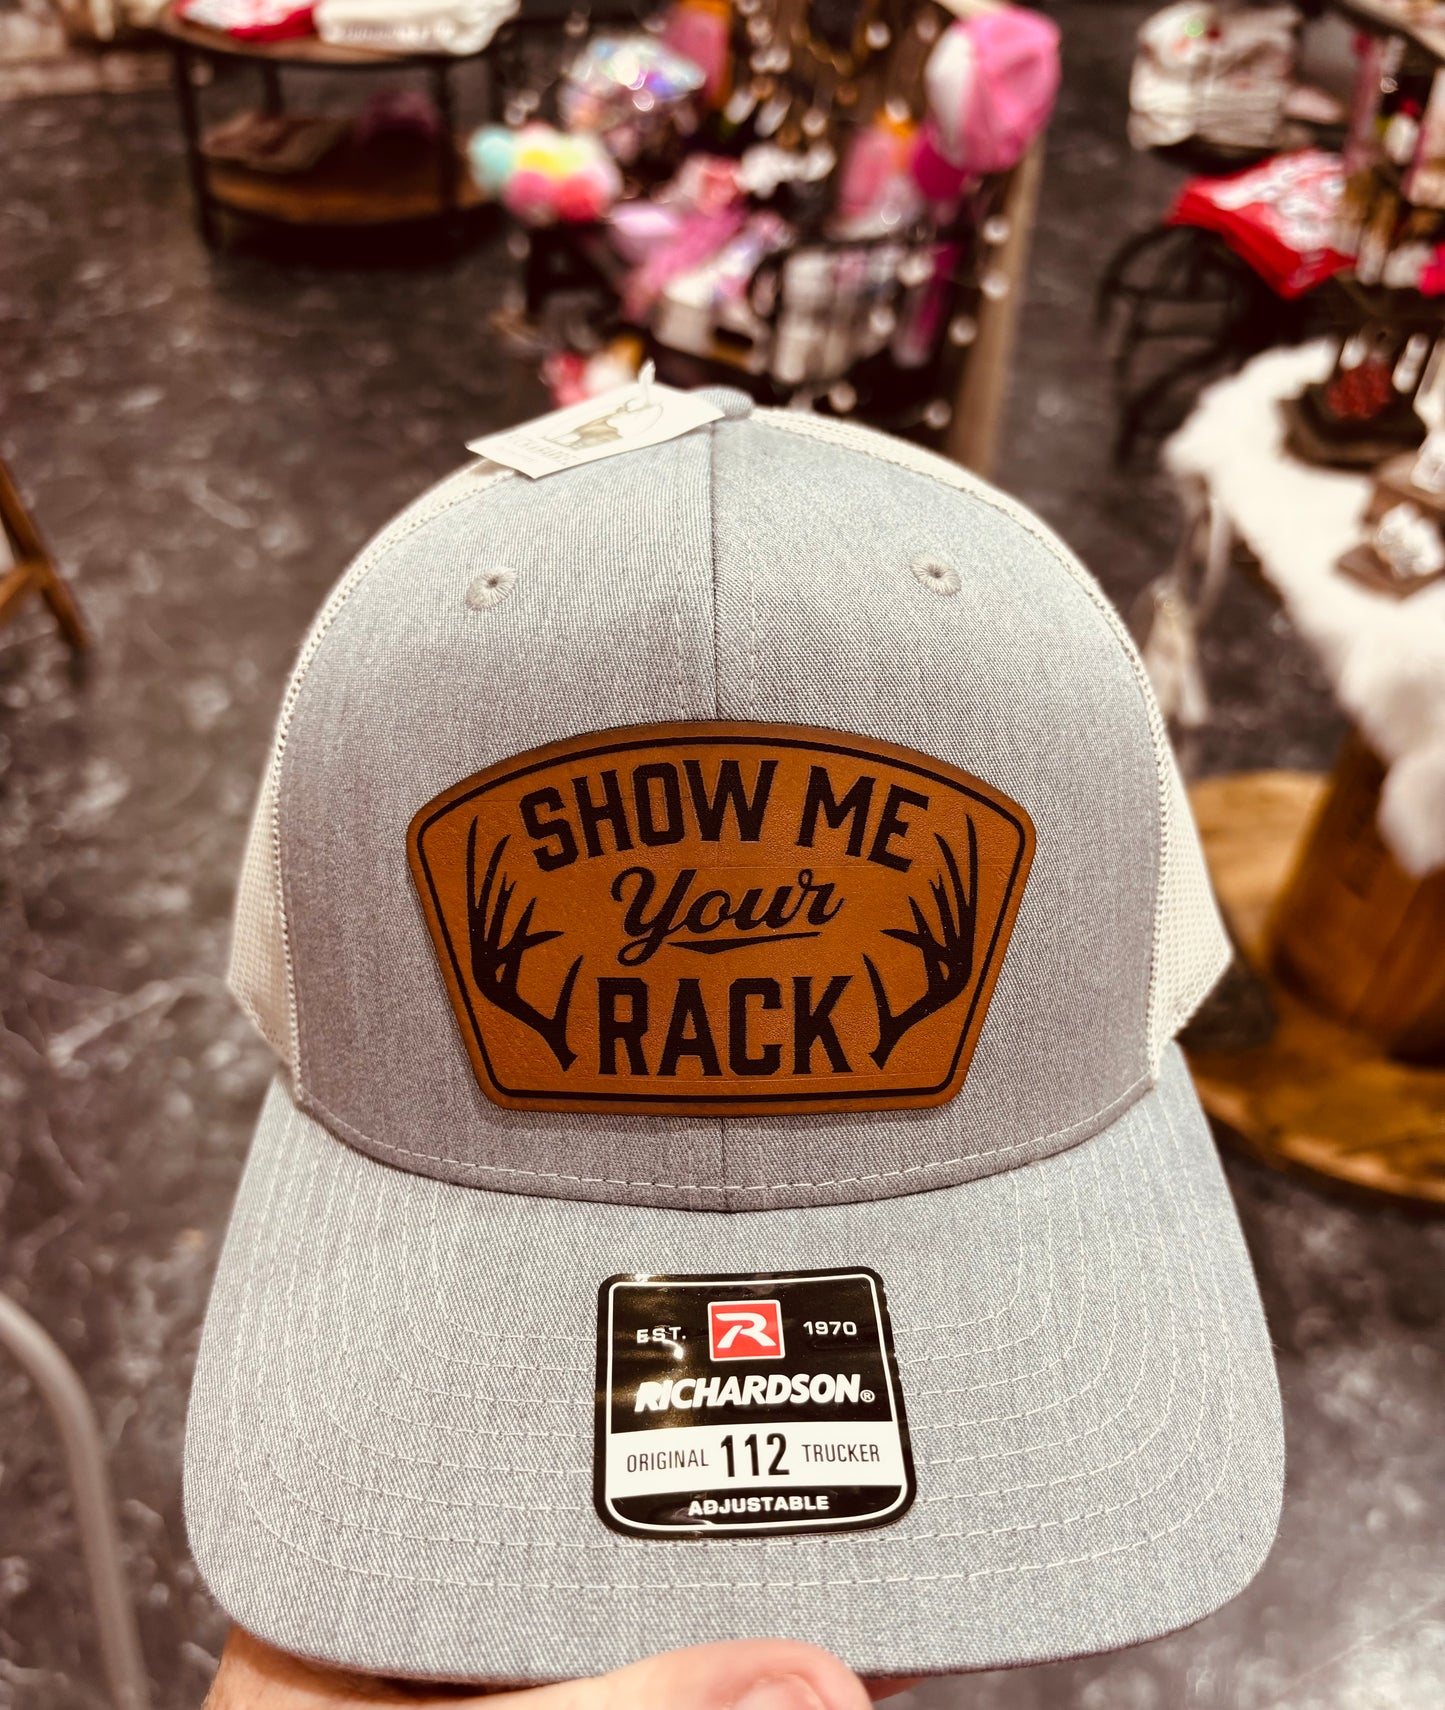 SHOW ME
Your
RACK
EST. R 1970
RICHARDSON®
ORIGINAL 112 TRUCKER
ADJUSTABLE